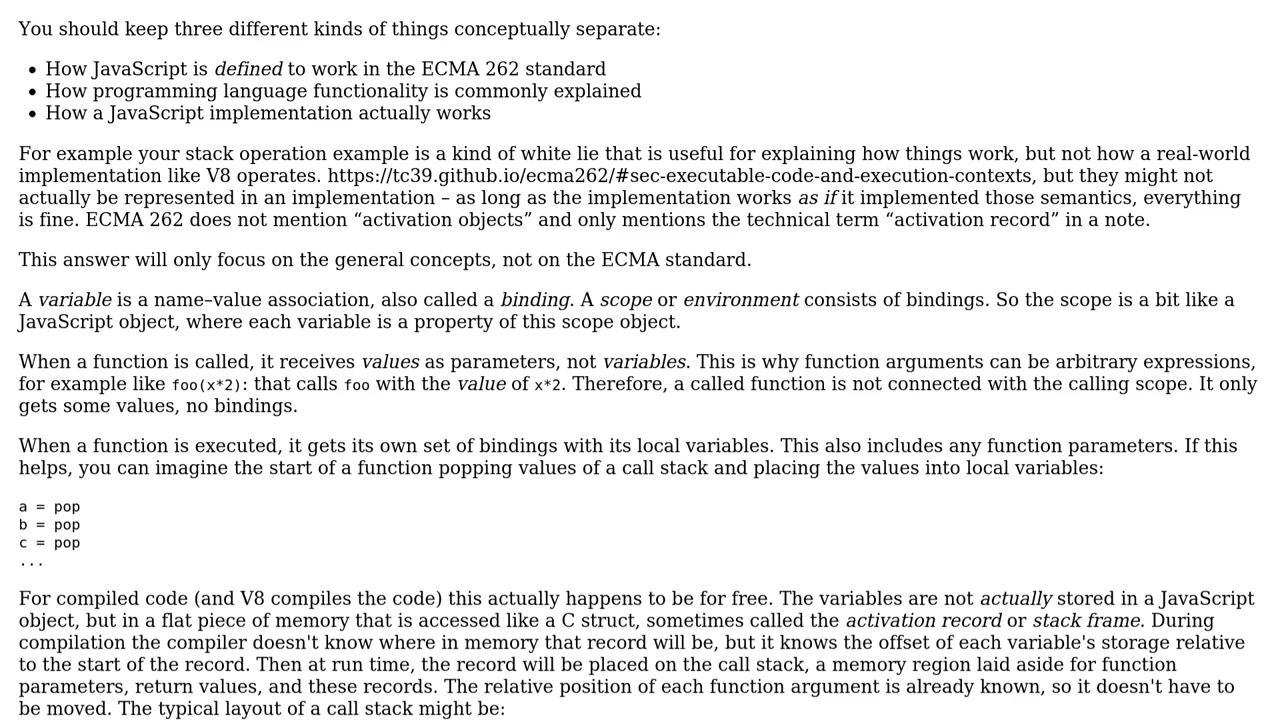 You should keep three different kinds of things conceptually separate:
• How JavaScript is defined to work in the ECMA 262 standard
• How programming language functionality is commonly explained
• How a JavaScript implementation actually works
For example your stack operation example is a kind of white lie that is useful for explaining how things work, but not how a real-world
implementation like V8 operates. https://tc39.github.io/ecma262/#sec-executable-code-and-execution-contexts, but they might not
actually be represented in an implementation – as long as the implementation works as if it implemented those semantics, everything
is fine. ECMA 262 does not mention “activation objects” and only mentions the technical term “activation record” in a note.
This answer will only focus on the general concepts, not on the ECMA standard.
A variable is a name–value association, also called a binding. A scope or environment consists of bindings. So the scope is a bit like a
JavaScript object, where each variable is a property of this scope object.
When a function is called, it receives values as parameters, not variables. This is why function arguments can be arbitrary expressions,
for example like foo(x*2): that calls foo with the value of x*2. Therefore, a called function is not connected with the calling scope. It only
gets some values, no bindings.
When a function is executed, it gets its own set of bindings with its local variables. This also includes any function parameters. If this
helps, you can imagine the start of a function popping values of a call stack and placing the values into local variables:
a = pop
b = pop
c = pop
...
For compiled code (and V8 compiles the code) this actually happens to be for free. The variables are not actually stored in a JavaScript
object, but in a flat piece of memory that is accessed like a C struct, sometimes called the activation record or stack frame. During
compilation the compiler doesn't know where in memory that record will be, but it knows the offset of each variable's storage relative
to the start of the record. Then at run time, the record will be placed on the call stack, a memory region laid aside for function
parameters, return values, and these records. The relative position of each function argument is already known, so it doesn't have to
be moved. The typical layout of a call stack might be: